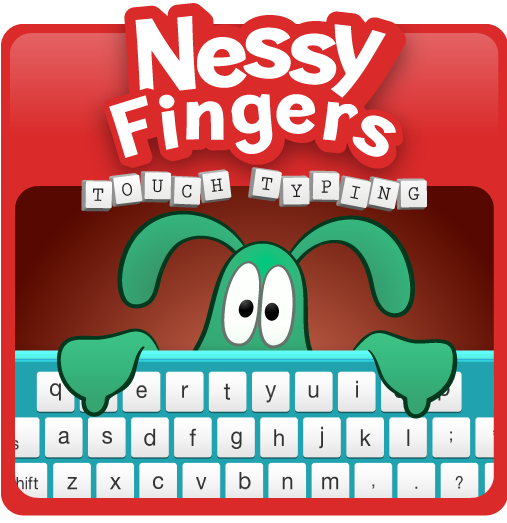 Nessy
Fingers
TOUCH TYPING
q e r t y u i p
s a s d f g h j k l ;
hift z x c v b n m , . ?